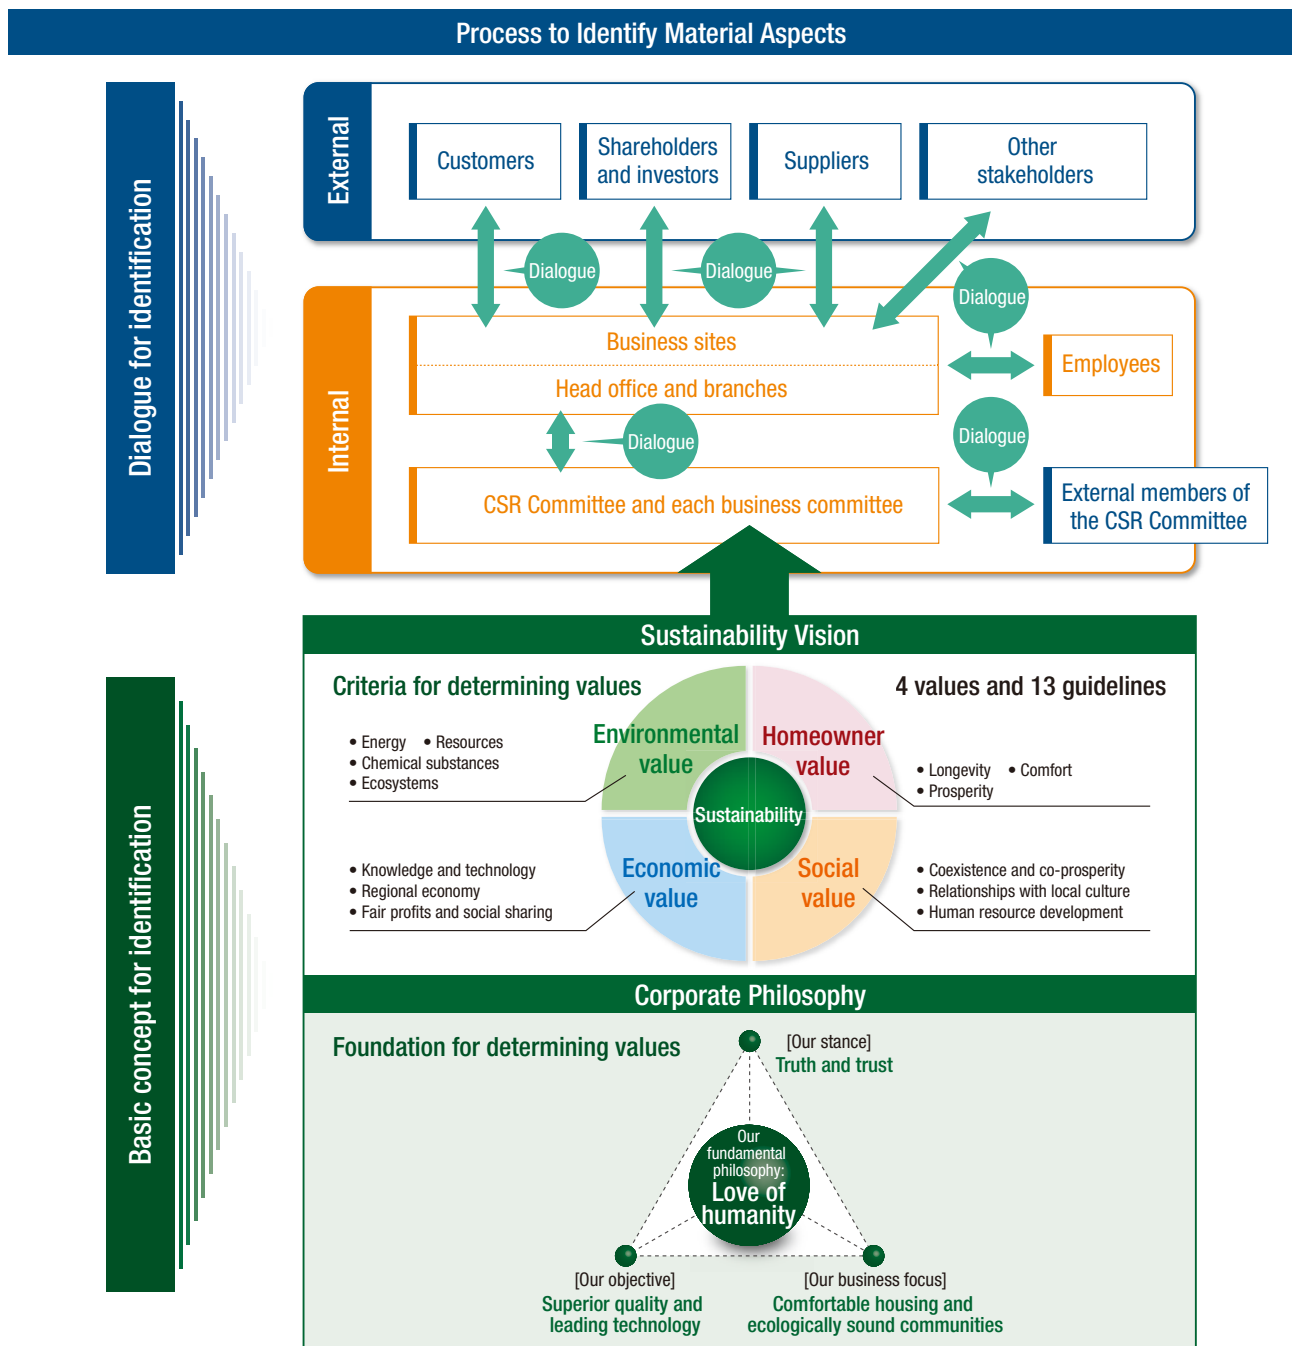 Process to Identify Material Aspects
Dialogue for identification
External
Customers
Shareholders
and investors
Suppliers
Other
stakeholders
Dialogue
Dialogue
Dialogue
Internal
Business sites
Head office and branches
Employees
Dialogue
Dialogue
CSR Committee and each business committee
External members of
the CSR Committee
Basic concept for identification
Sustainability Vision
Criteria for determining values
4 values and 13 guidelines
Environmental
value
• Energy • Resources
• Chemical substances
• Ecosystems
Homeowner
value
• Longevity • Comfort
• Prosperity
Sustainability
Economic
value
• Knowledge and technology
• Regional economy
• Fair profits and social sharing
Social
value
• Coexistence and co-prosperity
• Relationships with local culture
• Human resource development
Corporate Philosophy
Foundation for determining values
[Our stance]
Truth and trust
Our
fundamental
philosophy:
Love of
humanity
[Our objective]
Superior quality and
leading technology
[Our business focus]
Comfortable housing and
ecologically sound communities